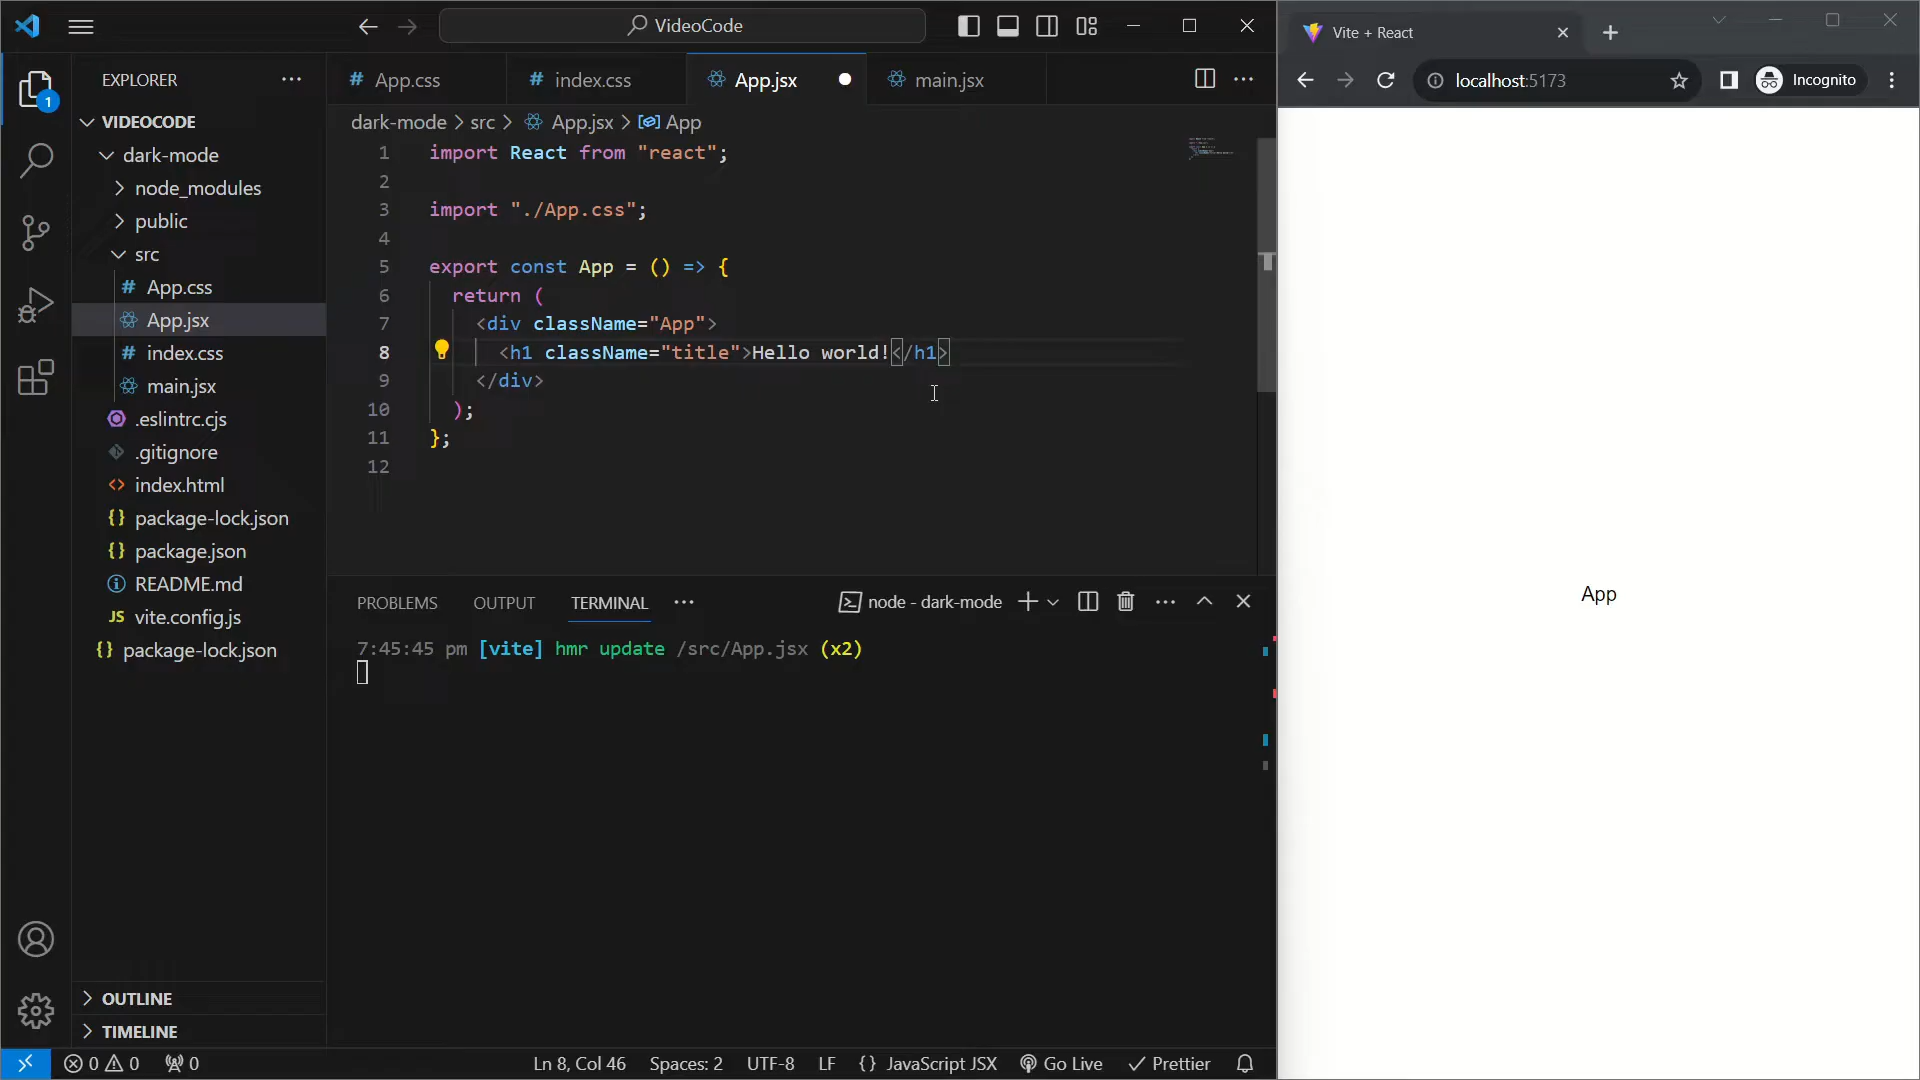 VideoCode
EXPLORER
1
VIDEOCODE
dark-mode
node_modules
public
src
App.css
App.jsx
index.css
main.jsx
.eslintrc.cjs
.gitignore
index.html
package-lock.json
package.json
README.md
JS vite.config.js
package-lock.json
OUTLINE
TIMELINE
# App.css
# index.css
App.jsx
main.jsx
dark-mode > src > App.jsx > App
1 import React from "react";
2
3 import "./App.css";
4
5 export const App = () => {
6 return (
7 <div className="App">
8 <h1 className="title">Hello world!</h1>
9 </div>
10 );
11 };
12
PROBLEMS OUTPUT TERMINAL
node - dark-mode
7:45:45 pm [vite] hmr update /src/App.jsx (x2)
0 0 0
Ln 8, Col 46 Spaces: 2 UTF-8 LF {} JavaScript JSX Go Live Prettier
Vite + React
localhost:5173
Incognito
App